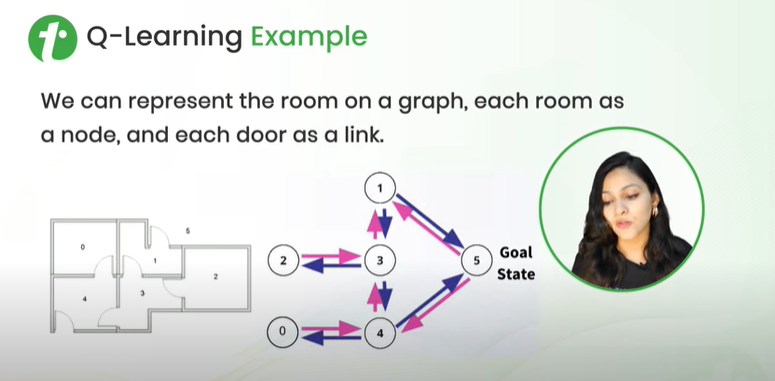 Q-Learning Example
We can represent the room on a graph, each room as
a node, and each door as a link.
0
1
5
2
4
3
1
2
3
5
Goal
State
0
4